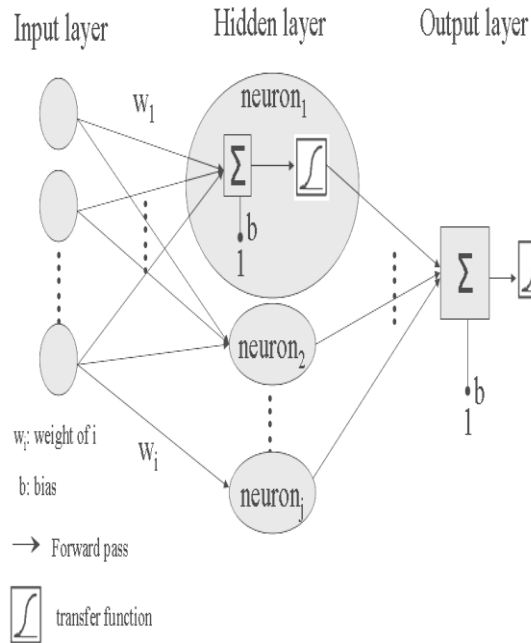 Input layer
Hidden layer
Output layer
w₁
neuron₁
Σ
b
1
Σ
b
1
neuron₂
wᵢ
neuronⱼ
wᵢ: weight of i
b: bias
Forward pass
transfer function